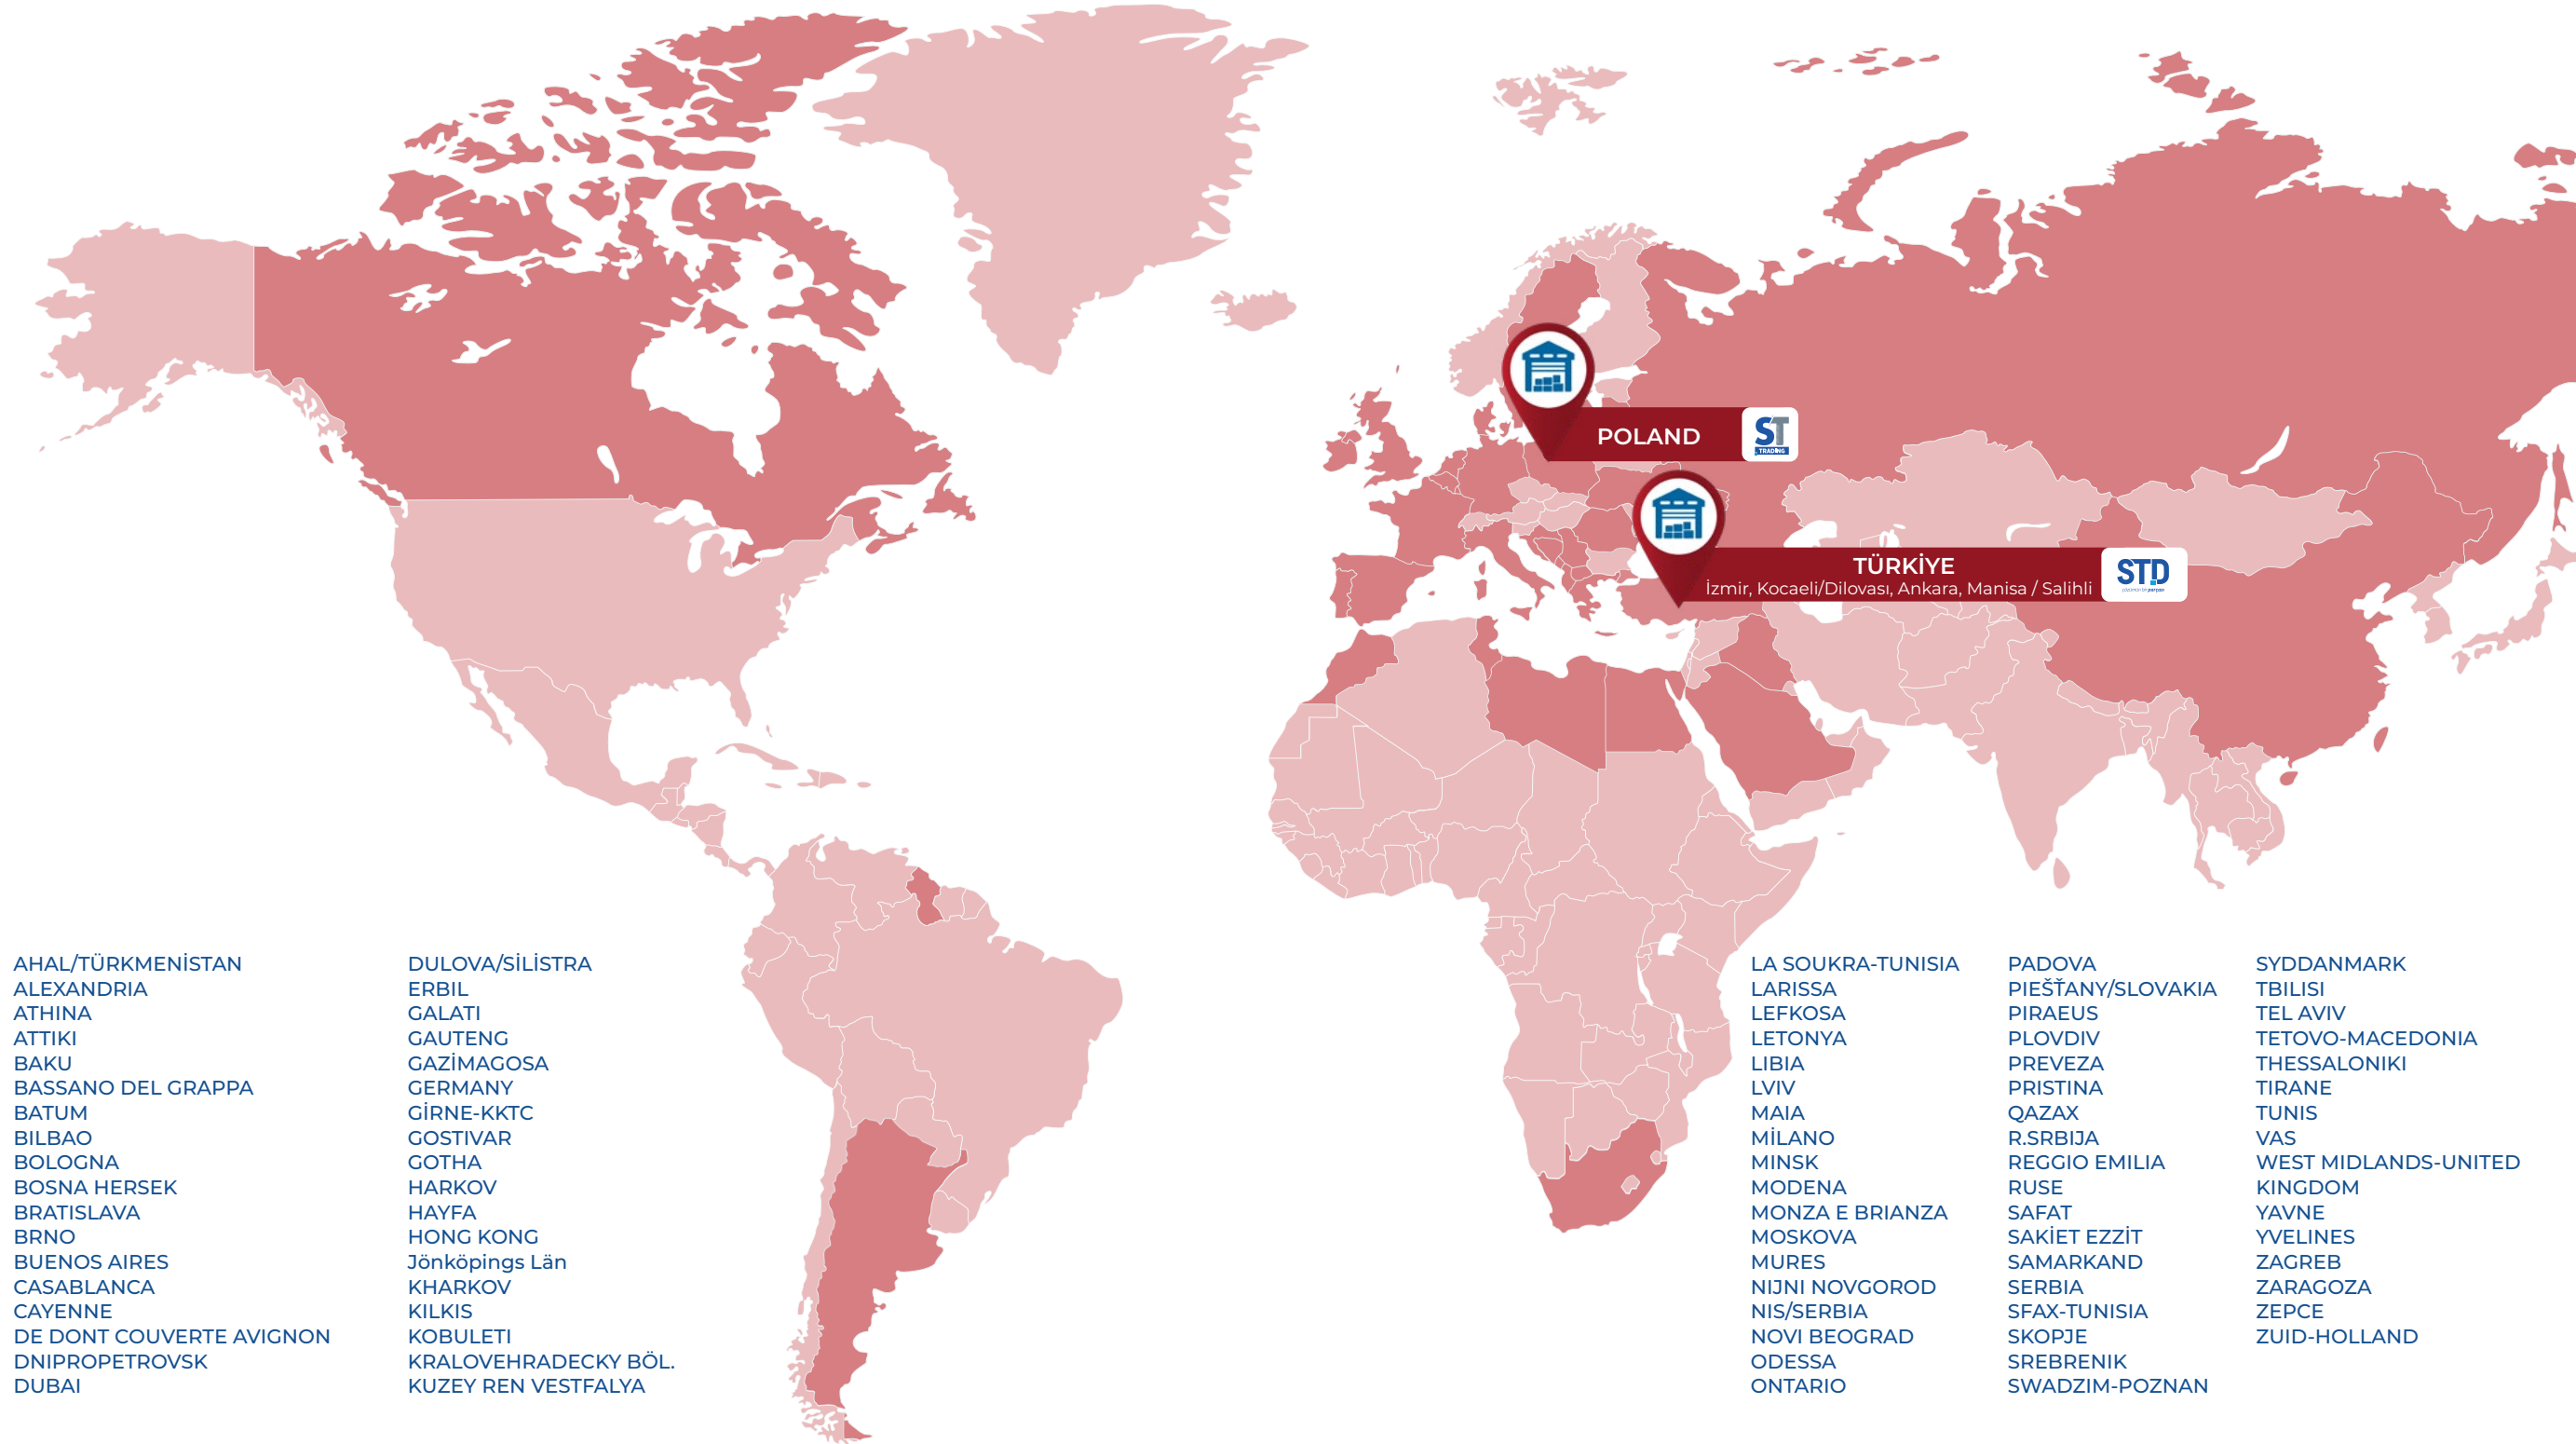 POLAND
ST
TRADING
TÜRKİYE
İzmir, Kocaeli/Dilovası, Ankara, Manisa / Salihli
STD
AHAL/TÜRKMENİSTAN
ALEXANDRIA
ATHINA
ATTIKI
BAKU
BASSANO DEL GRAPPA
BATUM
BILBAO
BOLOGNA
BOSNA HERSEK
BRATISLAVA
BRNO
BUENOS AIRES
CASABLANCA
CAYENNE
DE DONT COUVERTE AVIGNON
DNIPROPETROVSK
DUBAI
DULOVA/SİLİSTRA
ERBIL
GALATI
GAUTENG
GAZİMAGOSA
GERMANY
GİRNE-KKTC
GOSTIVAR
GOTHA
HARKOV
HAYFA
HONG KONG
Jönköpings Län
KHARKOV
KILKIS
KOBULETI
KRALOVEHRADECKY BÖL.
KUZEY REN VESTFALYA
LA SOUKRA-TUNISIA
LARISSA
LEFKOSA
LETONYA
LIBIA
LVIV
MAIA
MİLANO
MINSK
MODENA
MONZA E BRIANZA
MOSKOVA
MURES
NIJNI NOVGOROD
NIS/SERBIA
NOVI BEOGRAD
ODESSA
ONTARIO
PADOVA
PIEŠŤANY/SLOVAKIA
PIRAEUS
PLOVDIV
PREVEZA
PRISTINA
QAZAX
R.SRBIJA
REGGIO EMILIA
RUSE
SAFAT
SAKİET EZZİT
SAMARKAND
SERBIA
SFAX-TUNISIA
SKOPJE
SREBRENIK
SWADZIM-POZNAN
SYDDANMARK
TBILISI
TEL AVIV
TETOVO-MACEDONIA
THESSALONIKI
TIRANE
TUNIS
VAS
WEST MIDLANDS-UNITED
KINGDOM
YAVNE
YVELINES
ZAGREB
ZARAGOZA
ZEPCE
ZUID-HOLLAND